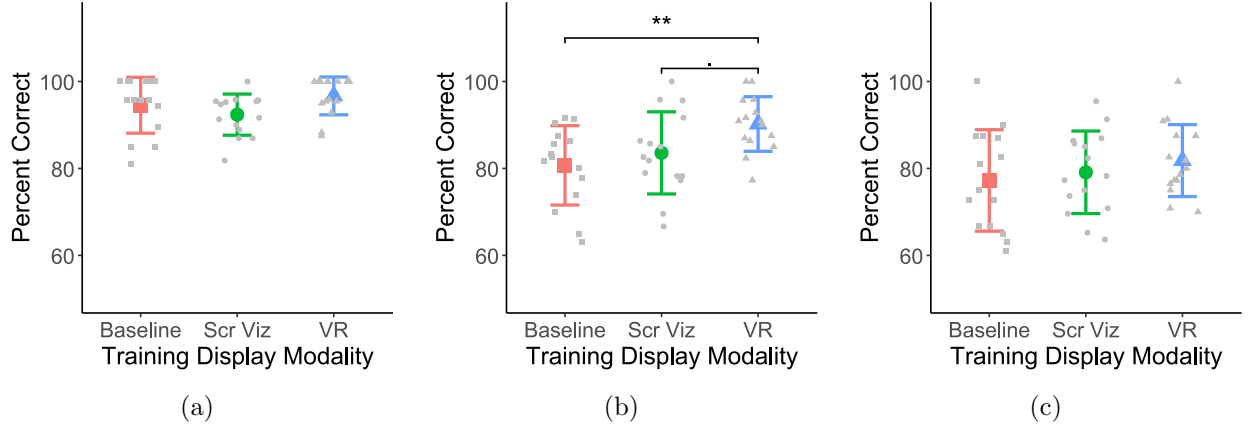 Percent Correct
100
80
60
Baseline Scr Viz VR
Training Display Modality
(a)
**
.
Percent Correct
100
80
60
Baseline Scr Viz VR
Training Display Modality
(b)
Percent Correct
100
80
60
Baseline Scr Viz VR
Training Display Modality
(c)